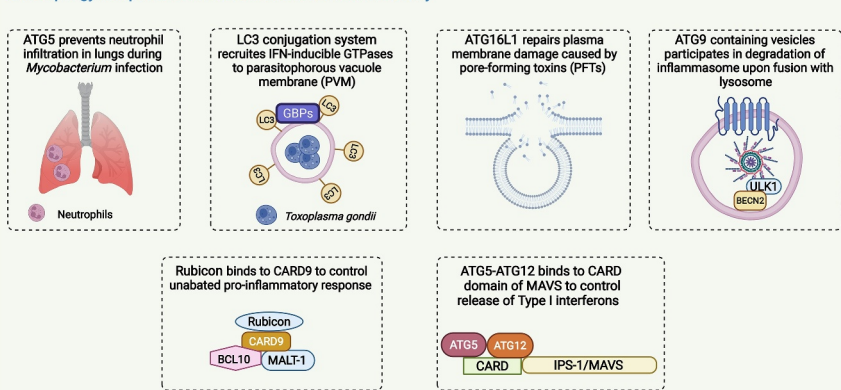 ATG5 prevents neutrophil
infiltration in lungs during
Mycobacterium infection
Neutrophils
LC3 conjugation system
recruites IFN-inducible GTPases
to parasitophorous vacuole
membrane (PVM)
GBPs
LC3
LC3
LC3
LC3
LC3
Toxoplasma gondii
ATG16L1 repairs plasma
membrane damage caused by
pore-forming toxins (PFTs)
ATG9 containing vesicles
participates in degradation of
inflammasome upon fusion with
lysosome
ULK1
BECN2
Rubicon binds to CARD9 to control
unabated pro-inflammatory response
Rubicon
CARD9
BCL10
MALT-1
ATG5-ATG12 binds to CARD
domain of MAVS to control
release of Type I interferons
ATG5
ATG12
CARD
IPS-1/MAVS